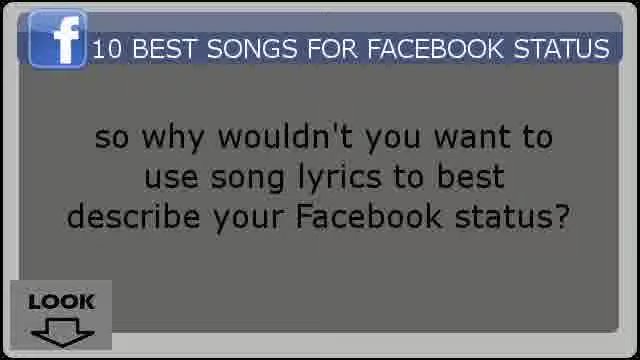 f 10 BEST SONGS FOR FACEBOOK STATUS
so why wouldn't you want to
use song lyrics to best
describe your Facebook status?
LOOK